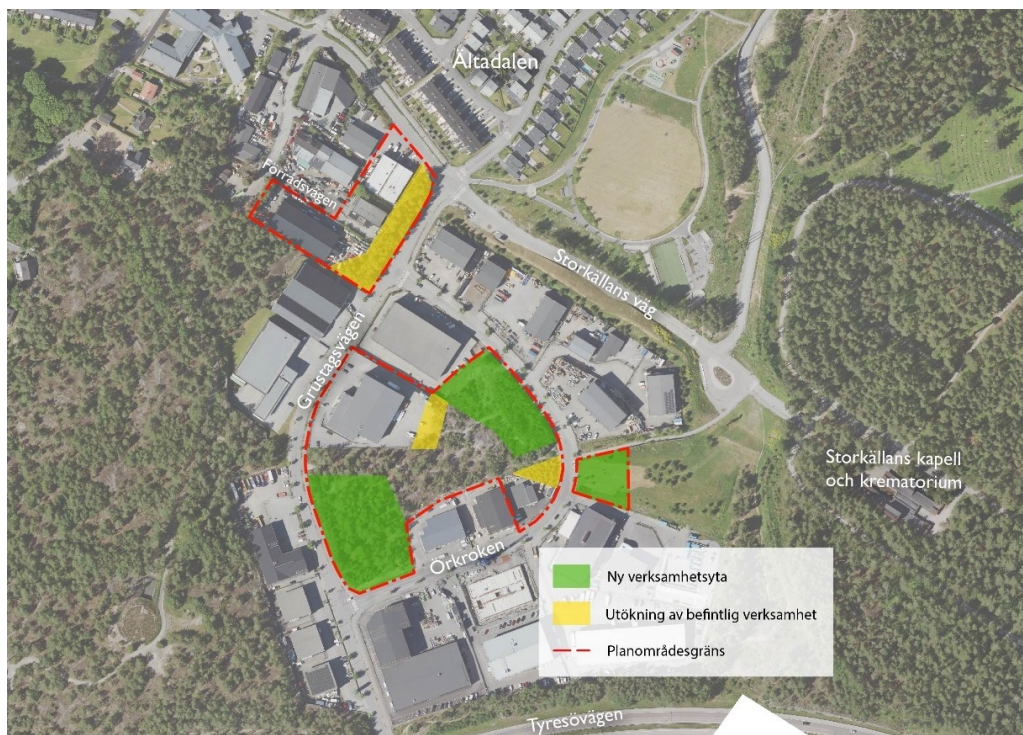 Ältadalen
Förrådsvägen
Storkällans väg
Grustagsvägen
Storkällans kapell
och krematorium
Örkroken
Ny verksamhetsyta
Utökning av befintlig verksamhet
Planområdesgräns
Tyresövägen